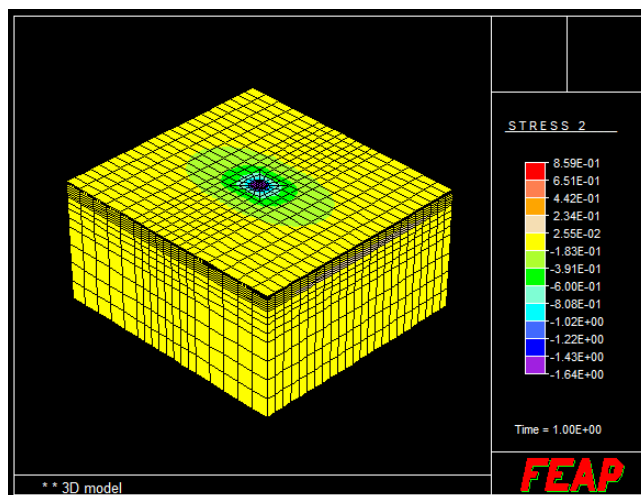 STRESS 2
8.59E-01
6.51E-01
4.42E-01
2.34E-01
2.55E-02
-1.83E-01
-3.91E-01
-6.00E-01
-8.08E-01
-1.02E+00
-1.22E+00
-1.43E+00
-1.64E+00
Time = 1.00E+00
* * 3D model
FEAP